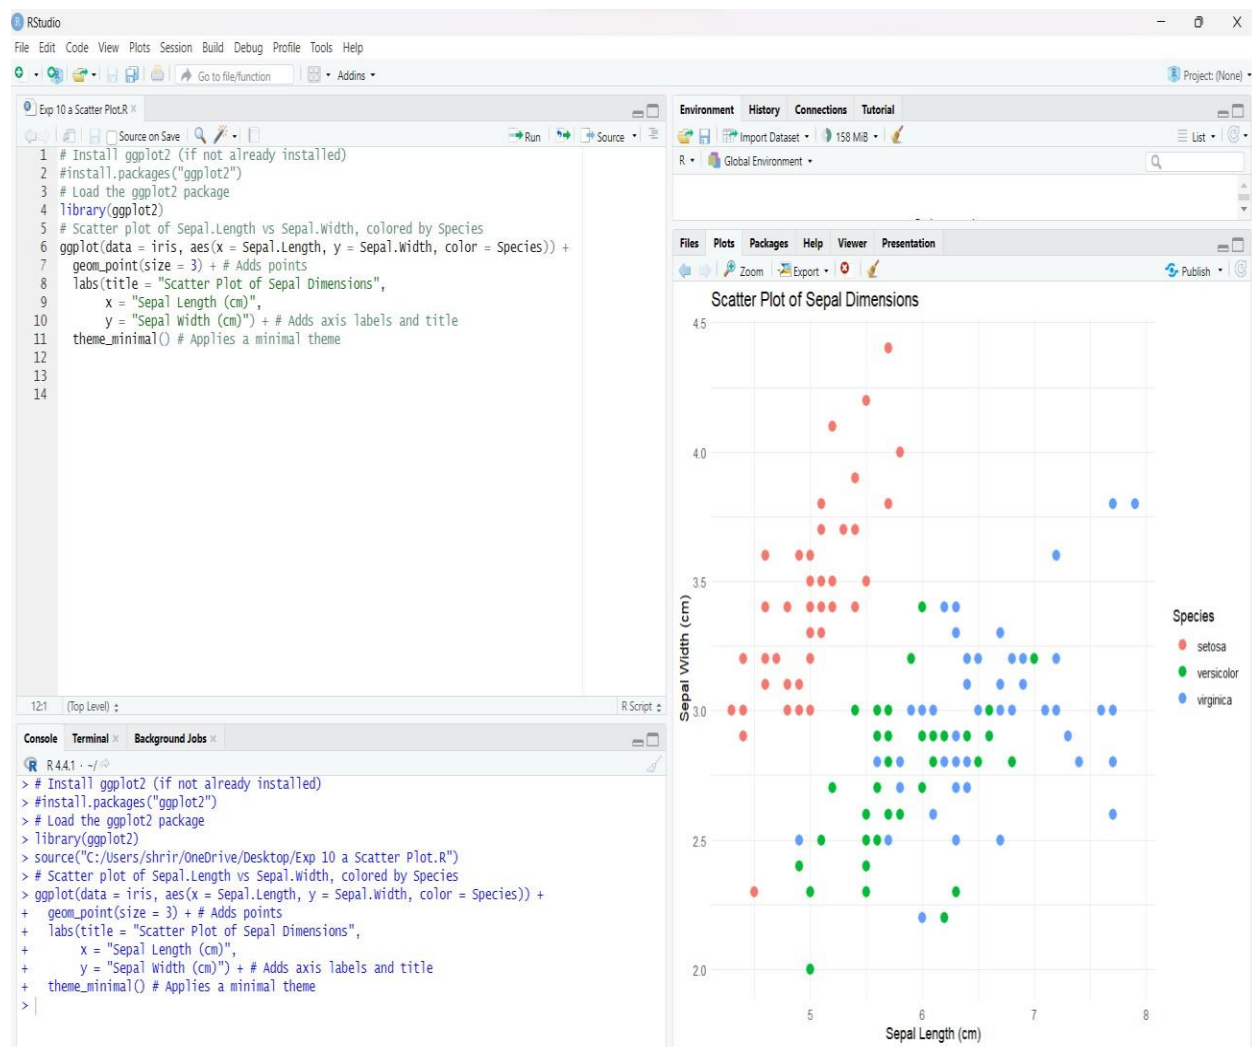 RStudio
File Edit Code View Plots Session Build Debug Profile Tools Help
Go to file/function Addins Project: (None)
Exp 10 a Scatter Plot.R
Source on Save Run Source
1 # Install ggplot2 (if not already installed)
2 #install.packages("ggplot2")
3 # Load the ggplot2 package
4 library(ggplot2)
5 # Scatter plot of Sepal.Length vs Sepal.Width, colored by Species
6 ggplot(data = iris, aes(x = Sepal.Length, y = Sepal.Width, color = Species)) +
7 geom_point(size = 3) + # Adds points
8 labs(title = "Scatter Plot of Sepal Dimensions",
9 x = "Sepal Length (cm)",
10 y = "Sepal Width (cm)") + # Adds axis labels and title
11 theme_minimal() # Applies a minimal theme
12
13
14
12:1 (Top Level) R Script
Console Terminal Background Jobs
R R 4.4.1 · ~/
> # Install ggplot2 (if not already installed)
> #install.packages("ggplot2")
> # Load the ggplot2 package
> library(ggplot2)
> source("C:/Users/shrir/OneDrive/Desktop/Exp 10 a Scatter Plot.R")
> # Scatter plot of Sepal.Length vs Sepal.Width, colored by Species
> ggplot(data = iris, aes(x = Sepal.Length, y = Sepal.Width, color = Species)) +
+ geom_point(size = 3) + # Adds points
+ labs(title = "Scatter Plot of Sepal Dimensions",
+ x = "Sepal Length (cm)",
+ y = "Sepal Width (cm)") + # Adds axis labels and title
+ theme_minimal() # Applies a minimal theme
>
Environment History Connections Tutorial
Import Dataset 158 MiB List
R Global Environment
Files Plots Packages Help Viewer Presentation
Zoom Export Publish
Scatter Plot of Sepal Dimensions
4.5
4.0
3.5
3.0
2.5
2.0
Sepal Width (cm)
5 6 7 8
Sepal Length (cm)
Species
setosa
versicolor
virginica